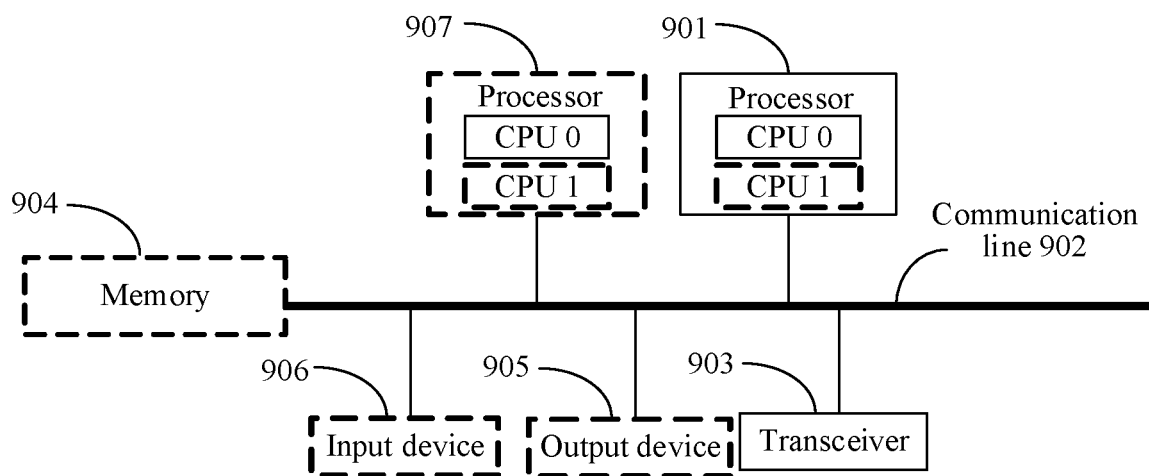 907
901
Processor
CPU 0
CPU 1
Processor
CPU 0
CPU 1
904
Memory
Communication
line 902
906
Input device
905
Output device
903
Transceiver